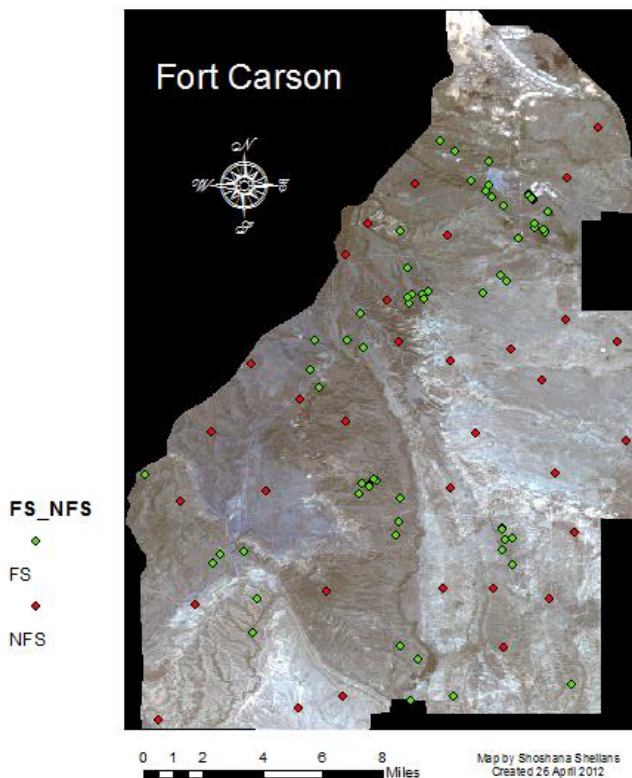 Fort Carson
N
W
FS_NFS
FS
NFS
0 1 2 4 6 8
Miles
Map by Shoshana Shellans
Created 26 April 2012